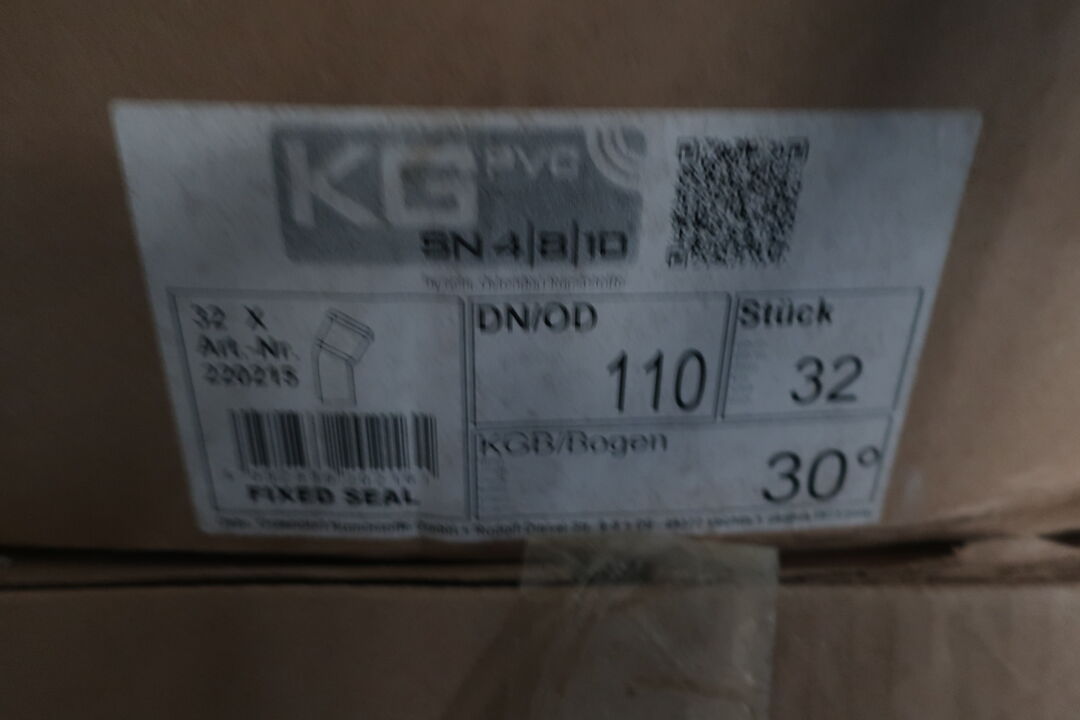 KG PVC
SN 4|8|10
32 X
Art.-Nr.
220215
DN/OD
110
Stück
32
KGB/Bogen
30°
FIXED SEAL